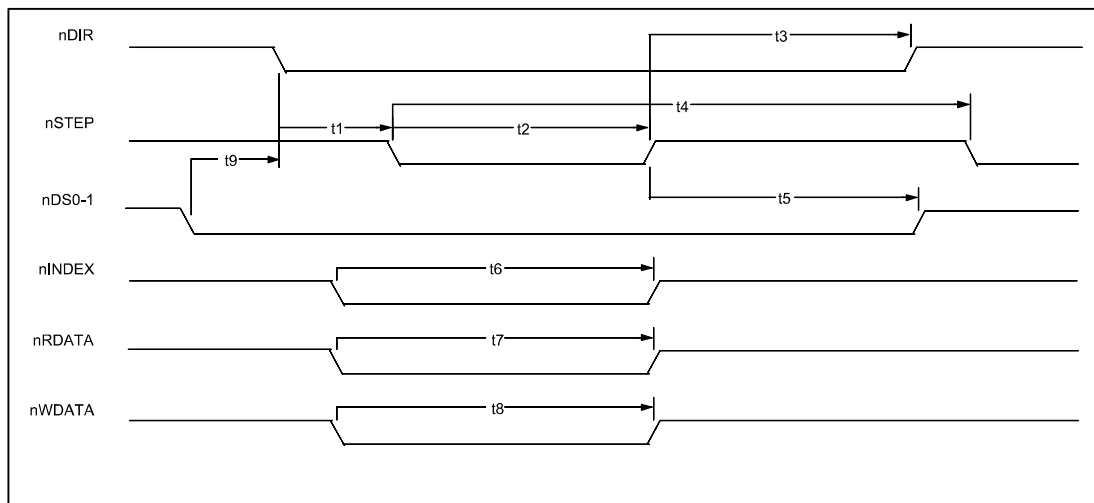 nDIR
t3
t4
nSTEP
t1
t2
t9
nDS0-1
t5
nINDEX
t6
nRDATA
t7
nWDATA
t8